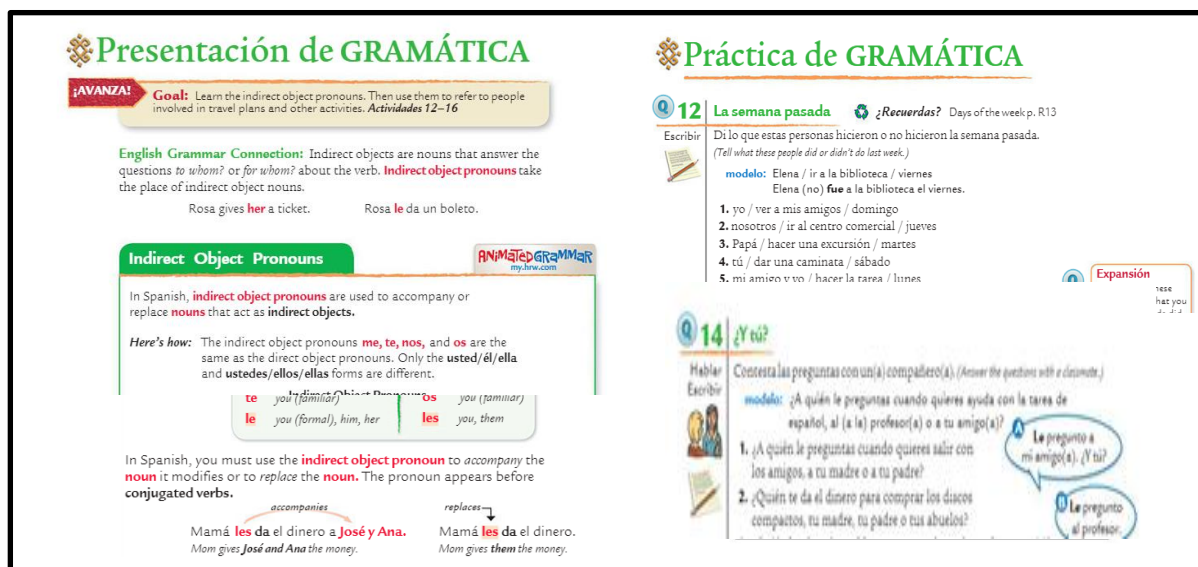 Presentación de GRAMÁTICA
¡AVANZA!
Goal: Learn the indirect object pronouns. Then use them to refer to people
involved in travel plans and other activities. Actividades 12–16
English Grammar Connection: Indirect objects are nouns that answer the
questions to whom? or for whom? about the verb. Indirect object pronouns take
the place of indirect object nouns.
Rosa gives her a ticket. Rosa le da un boleto.
Indirect Object Pronouns
ANIMATEDGRAMMAR
my.hrw.com
In Spanish, indirect object pronouns are used to accompany or
replace nouns that act as indirect objects.
Here's how: The indirect object pronouns me, te, nos, and os are the
same as the direct object pronouns. Only the usted/él/ella
and ustedes/ellos/ellas forms are different.
Indirect Object Pronouns
te you (familiar) os you (familiar)
le you (formal), him, her les you, them
In Spanish, you must use the indirect object pronoun to accompany the
noun it modifies or to replace the noun. The pronoun appears before
conjugated verbs.
accompanies
replaces
Mamá les da el dinero a José y Ana. Mamá les da el dinero.
Mom gives José and Ana the money. Mom gives them the money.
Práctica de GRAMÁTICA
12 La semana pasada ¿Recuerdas? Days of the week p. R13
Escribir
Di lo que estas personas hicieron o no hicieron la semana pasada.
(Tell what these people did or didn't do last week.)
modelo: Elena / ir a la biblioteca / viernes
Elena (no) fue a la biblioteca el viernes.
1. yo / ver a mis amigos / domingo
2. nosotros / ir al centro comercial / jueves
3. Papá / hacer una excursión / martes
4. tú / dar una caminata / sábado
5. mi amigo y yo / hacer la tarea / lunes
Expansión
hat you
14 ¿Y tú?
Hablar
Escribir
Contesta las preguntas con un(a) compañero(a). (Answer the questions with a classmate.)
modelo: ¿A quién le preguntas cuando quieres ayuda con la tarea de
español, al (a la) profesor(a) o a tu amigo(a)?
1. ¿A quién le preguntas cuando quieres salir con
los amigos, a tu madre o a tu padre?
2. ¿Quién te da el dinero para comprar los discos
compactos, tu madre, tu padre o tus abuelos?
A
Le pregunto a
mi amigo(a). ¿Y tú?
B
Le pregunto
al profesor.